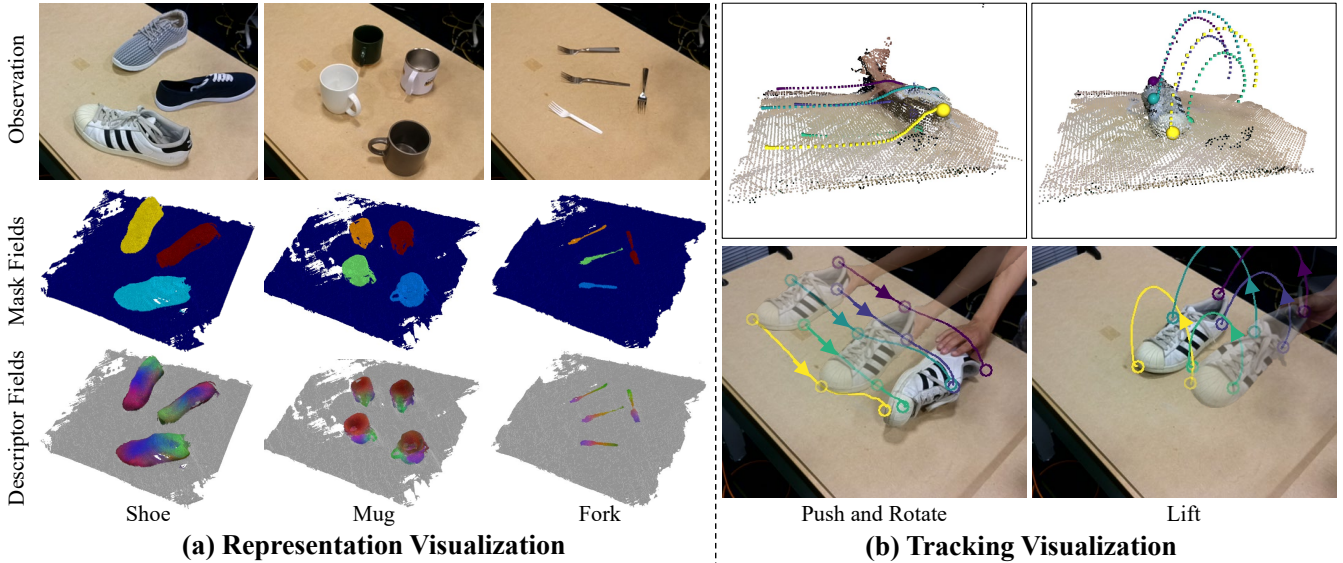 Observation
Mask Fields
Descriptor Fields
Shoe
Mug
Fork
(a) Representation Visualization
Push and Rotate
Lift
(b) Tracking Visualization